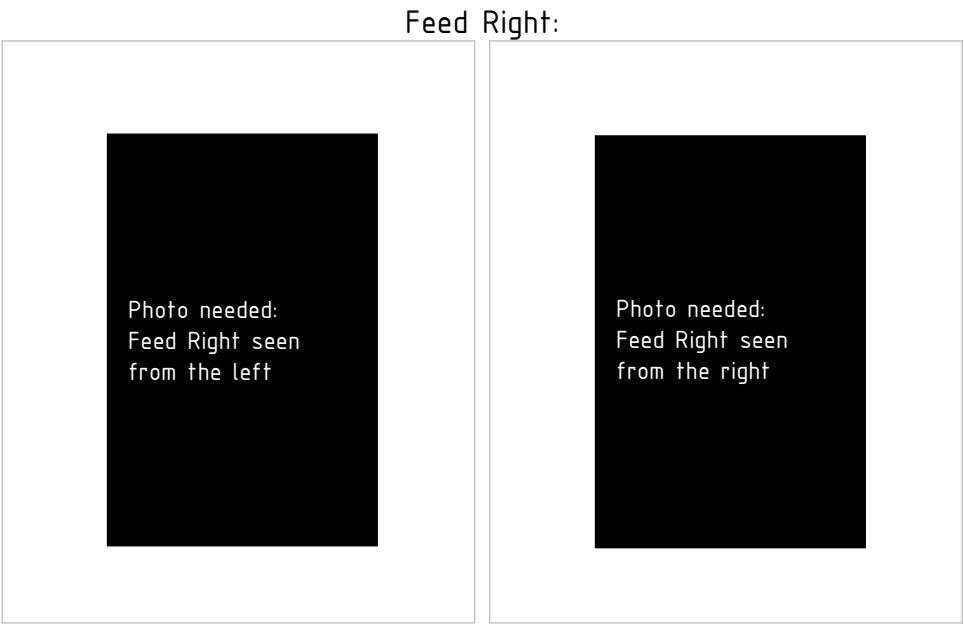 Feed Right:
Photo needed:
Feed Right seen
from the left
Photo needed:
Feed Right seen
from the right